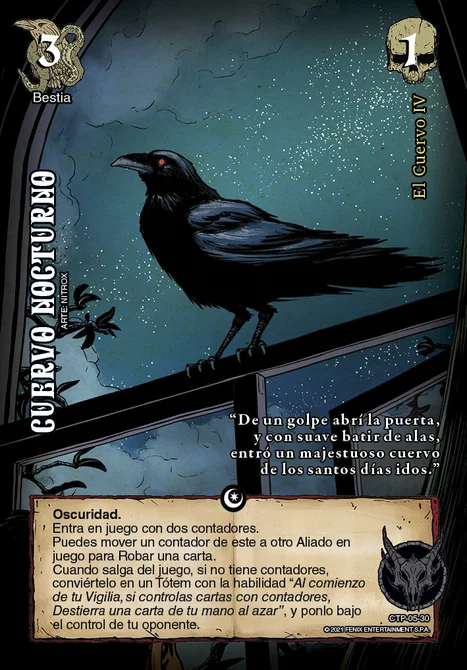 3
1
Bestia
El Cuervo IV
CUERVO NOCTURNO
ARTE: NITROX
“De un golpe abrí la puerta,
y con suave batir de alas,
entró un majestuoso cuervo
de los santos días idos.”
Oscuridad.
Entra en juego con dos contadores.
Puedes mover un contador de este a otro Aliado en
juego para Robar una carta.
Cuando salga del juego, si no tiene contadores,
conviértelo en un Tótem con la habilidad “Al comienzo
de tu Vigilia, si controlas cartas con contadores,
Destierra una carta de tu mano al azar”, y ponlo bajo
el control de tu oponente.
CTP-05-30
© 2021 FENIX ENTERTAINMENT S.P.A.